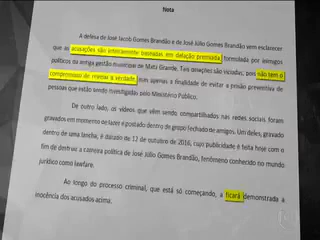 Nota
A defesa de José Jacob Gomes Brandão e de José Júlio Gomes Brandão vem esclarecer
que as acusações são inteiramente baseadas em delação premiada, formulada por inimigos
políticos da antiga gestão municipal de Mata Grande. Tais delações são viciadas, pois não tem o
compromisso de revelar a verdade, mas apenas a finalidade de evitar a prisão preventiva de
pessoas que estão sendo investigadas pelo Ministério Público.
De outro lado, os vídeos que vêm sendo compartilhados nas redes sociais foram
gravados em momentos de lazer e postado dentro de grupo fechado de amigos. Um deles, gravado
dentro de uma lancha, é datado de 12 de outubro de 2016, cuja publicidade é feita hoje com o
fim de destruir a carreira política de José Júlio Gomes Brandão, fenômeno conhecido no mundo
jurídico como lawfare.
Ao longo do processo criminal, que está só começando, a ficará demonstrada a
inocência dos acusados acima.